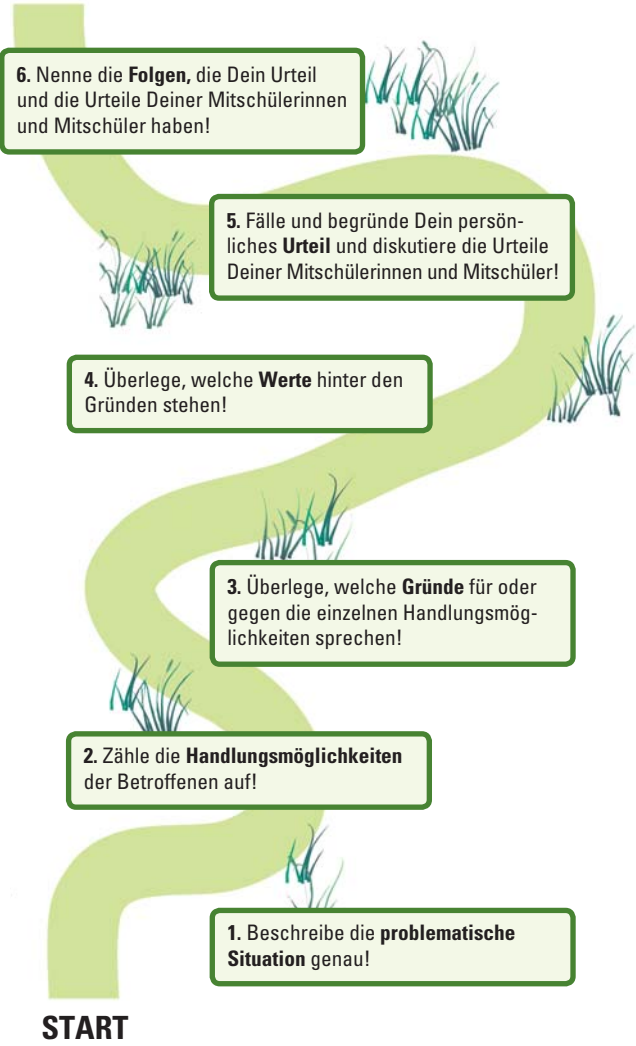 6. Nenne die Folgen, die Dein Urteil
und die Urteile Deiner Mitschülerinnen
und Mitschüler haben!
5. Fälle und begründe Dein persön-
liches Urteil und diskutiere die Urteile
Deiner Mitschülerinnen und Mitschüler!
4. Überlege, welche Werte hinter den
Gründen stehen!
3. Überlege, welche Gründe für oder
gegen die einzelnen Handlungsmög-
lichkeiten sprechen!
2. Zähle die Handlungsmöglichkeiten
der Betroffenen auf!
1. Beschreibe die problematische
Situation genau!
START